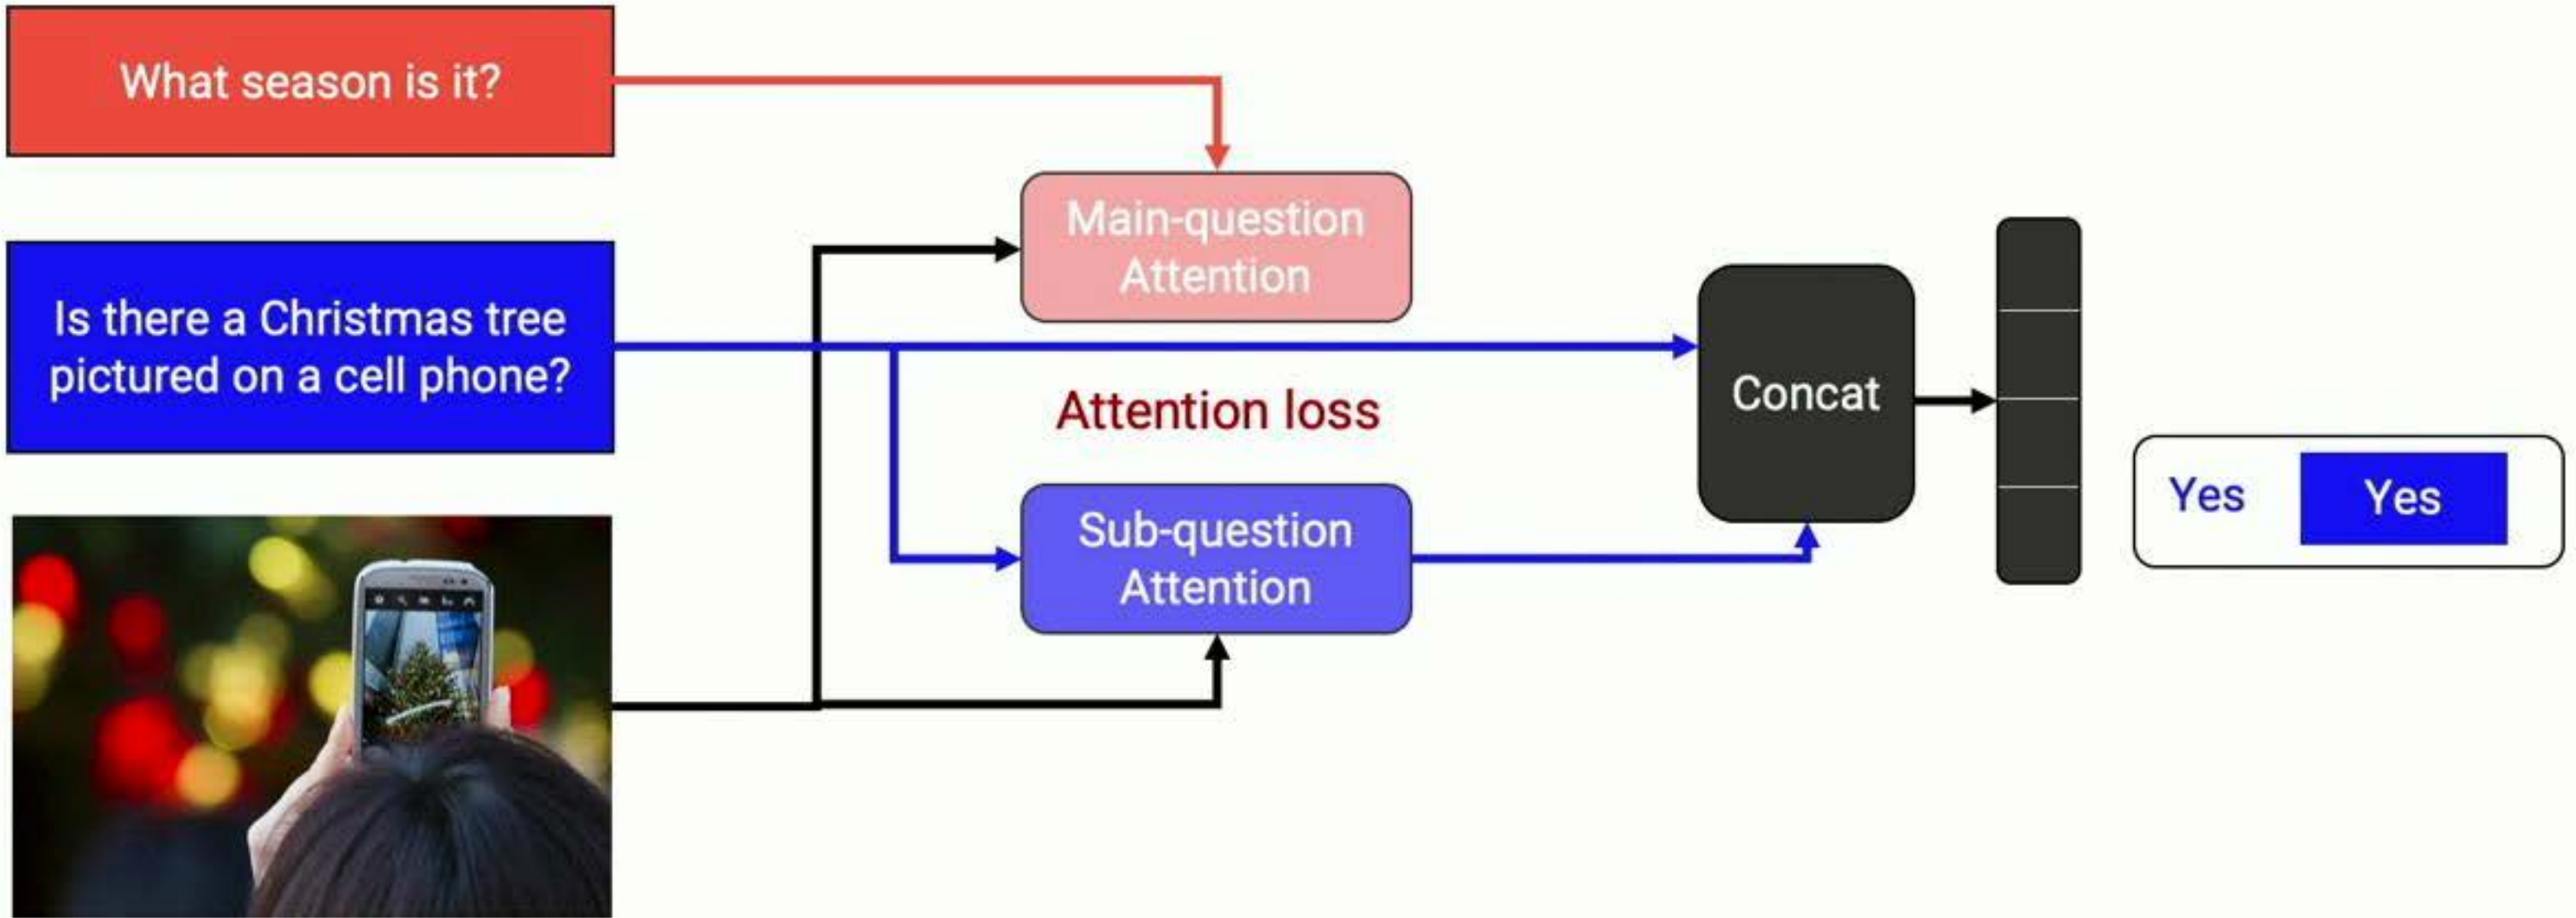 What season is it?
Main-question
Attention
Is there a Christmas tree
pictured on a cell phone?
Attention loss
Concat
Sub-question
Attention
Yes
Yes